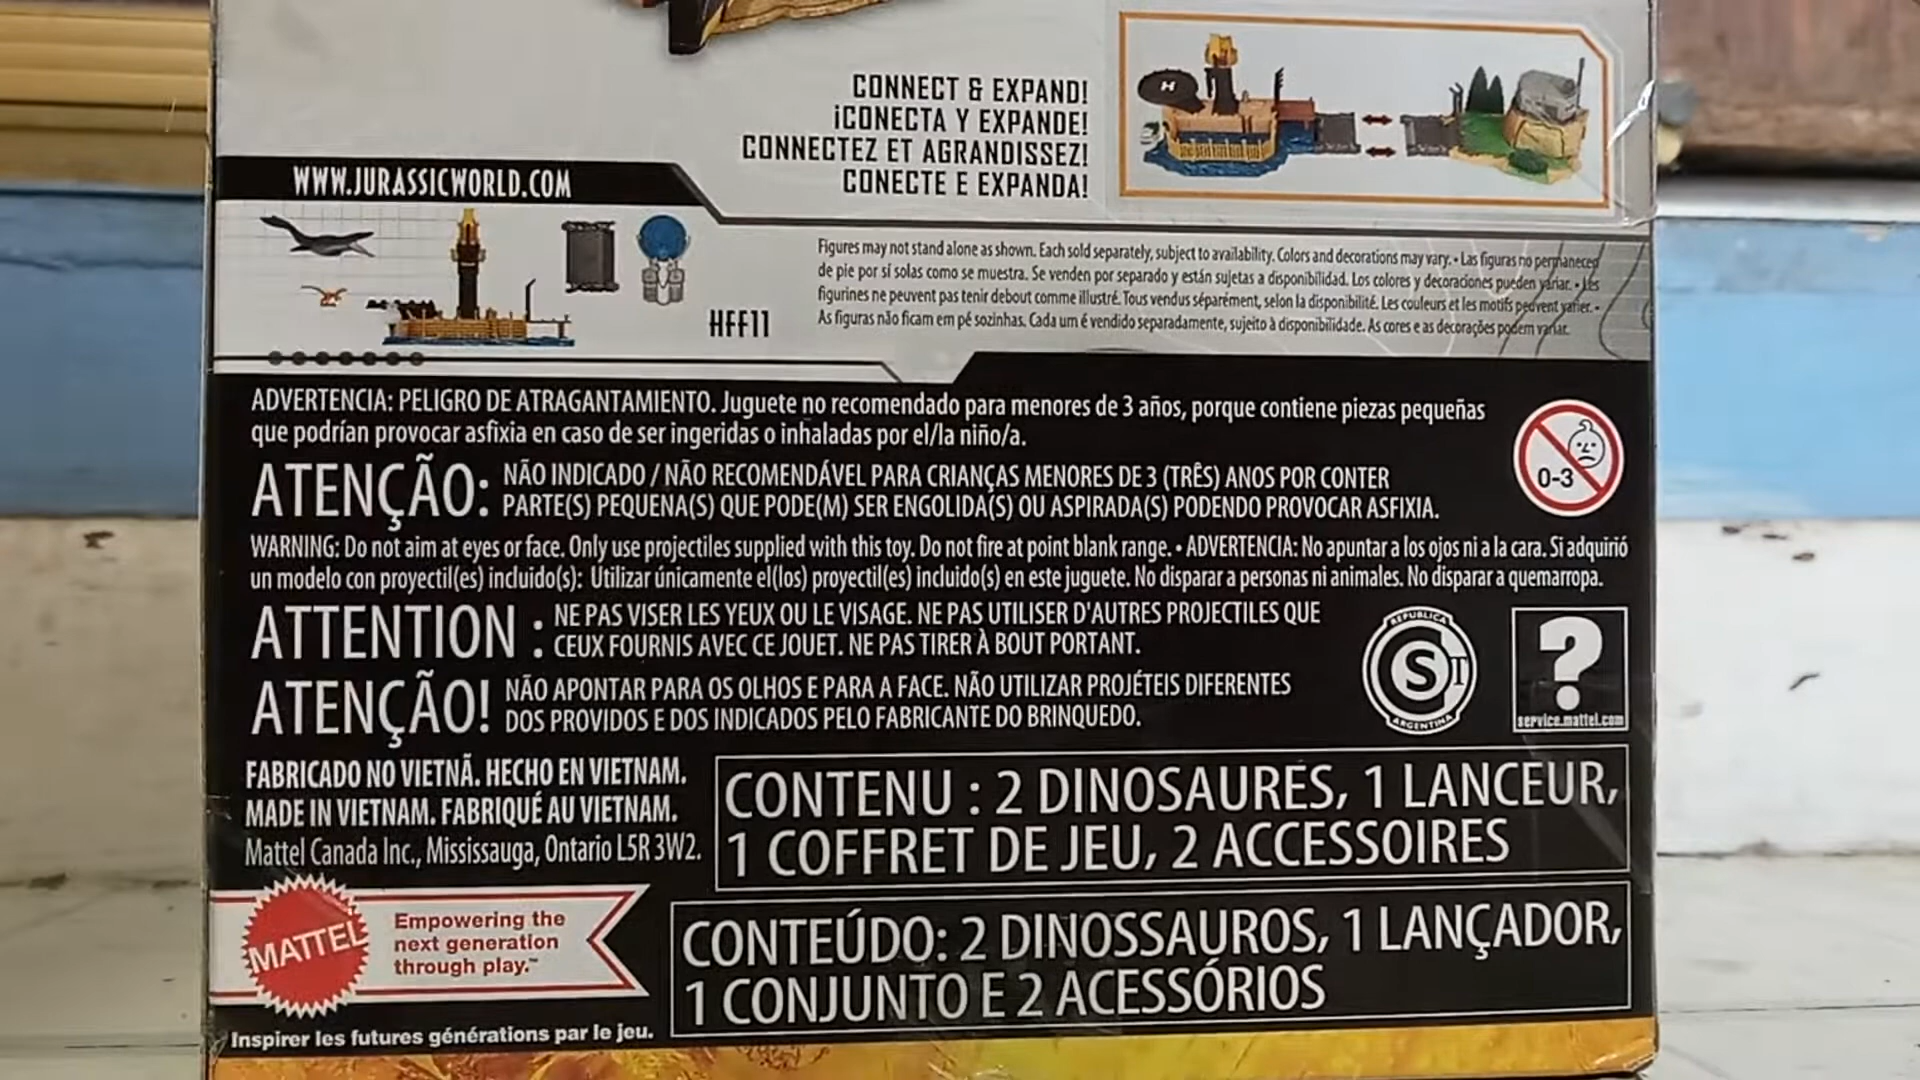 CONNECT & EXPAND!
¡CONECTA Y EXPANDE!
CONNECTEZ ET AGRANDISSEZ!
CONECTE E EXPANDA!
H
WWW.JURASSICWORLD.COM
HFF11
Figures may not stand alone as shown. Each sold separately, subject to availability. Colors and decorations may vary. • Las figuras no permanecen
de pie por sí solas como se muestra. Se venden por separado y están sujetas a disponibilidad. Los colores y decoraciones pueden variar. • Les
figurines ne peuvent pas tenir debout comme illustré. Tous vendus séparément, selon la disponibilité. Les couleurs et les motifs peuvent varier. •
As figuras não ficam em pé sozinhas. Cada um é vendido separadamente, sujeito à disponibilidade. As cores e as decorações podem variar.
ADVERTENCIA: PELIGRO DE ATRAGANTAMIENTO. Juguete no recomendado para menores de 3 años, porque contiene piezas pequeñas
que podrían provocar asfixia en caso de ser ingeridas o inhaladas por el/la niño/a.
0-3
ATENÇÃO: NÃO INDICADO / NÃO RECOMENDÁVEL PARA CRIANÇAS MENORES DE 3 (TRÊS) ANOS POR CONTER
PARTE(S) PEQUENA(S) QUE PODE(M) SER ENGOLIDA(S) OU ASPIRADA(S) PODENDO PROVOCAR ASFIXIA.
WARNING: Do not aim at eyes or face. Only use projectiles supplied with this toy. Do not fire at point blank range. • ADVERTENCIA: No apuntar a los ojos ni a la cara. Si adquirió
un modelo con proyectil(es) incluido(s): Utilizar únicamente el(los) proyectil(es) incluido(s) en este juguete. No disparar a personas ni animales. No disparar a quemarropa.
ATTENTION : NE PAS VISER LES YEUX OU LE VISAGE. NE PAS UTILISER D'AUTRES PROJECTILES QUE
CEUX FOURNIS AVEC CE JOUET. NE PAS TIRER À BOUT PORTANT.
ATENÇÃO! NÃO APONTAR PARA OS OLHOS E PARA A FACE. NÃO UTILIZAR PROJÉTEIS DIFERENTES
DOS PROVIDOS E DOS INDICADOS PELO FABRICANTE DO BRINQUEDO.
REPUBLICA
S
ARGENTINA
?
service.mattel.com
FABRICADO NO VIETNÃ. HECHO EN VIETNAM.
MADE IN VIETNAM. FABRIQUÉ AU VIETNAM.
Mattel Canada Inc., Mississauga, Ontario L5R 3W2.
CONTENU : 2 DINOSAURES, 1 LANCEUR,
1 COFFRET DE JEU, 2 ACCESSOIRES
MATTEL
Empowering the
next generation
through play.™
CONTEÚDO: 2 DINOSSAUROS, 1 LANÇADOR,
1 CONJUNTO E 2 ACESSÓRIOS
Inspirer les futures générations par le jeu.